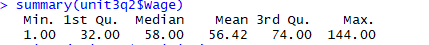 > summary(unit3q2$Wage)
Min. 1st Qu. Median Mean 3rd Qu. Max.
1.00 32.00 58.00 56.42 74.00 144.00